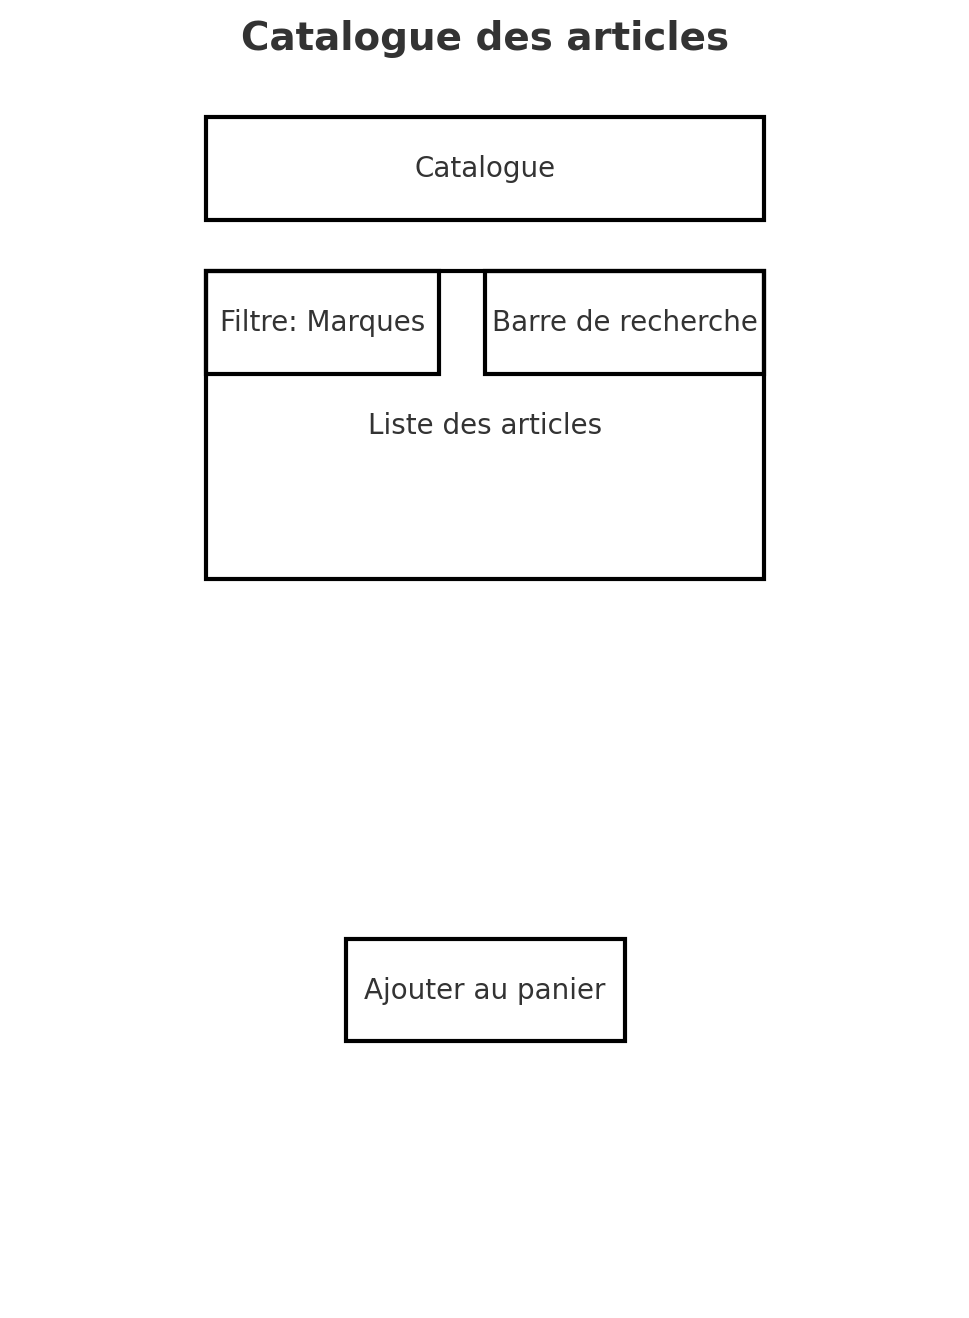 Catalogue des articles
Catalogue
Filtre: Marques
Barre de recherche
Liste des articles
Ajouter au panier